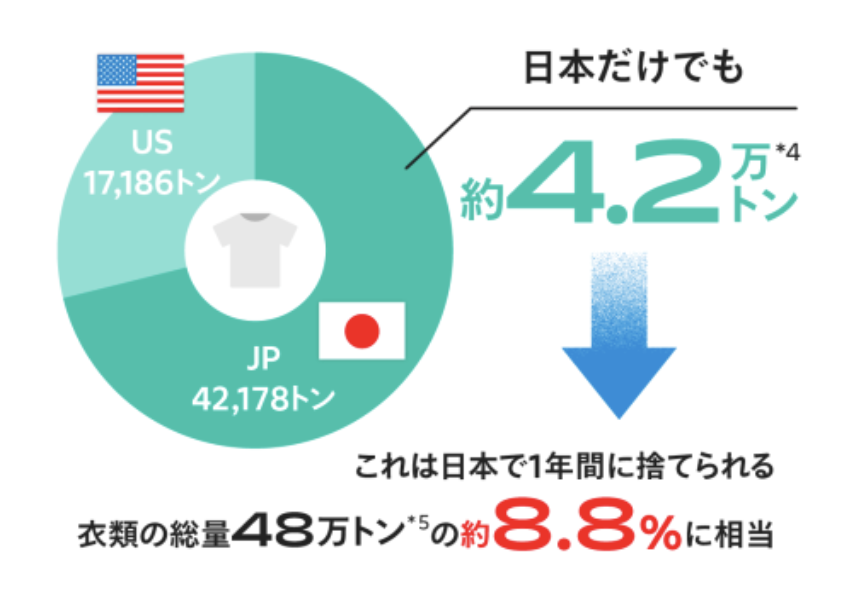 US
17,186トン
JP
42,178トン
日本だけでも
約4.2万トン*4
これは日本で1年間に捨てられる
衣類の総量48万トン*5の約8.8%に相当